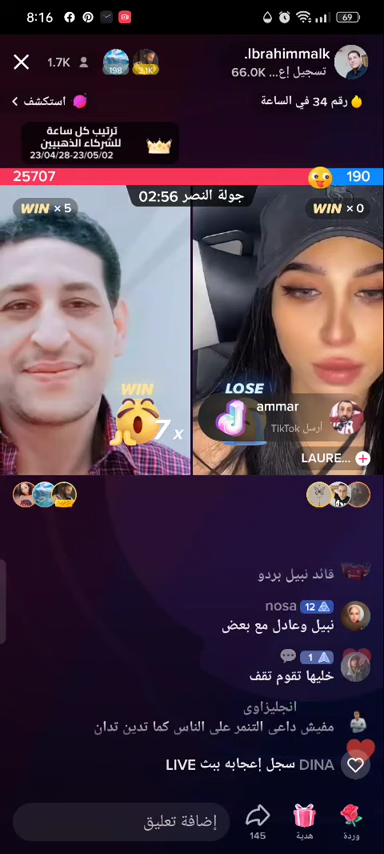 8:16
69
1.7K
198
3.1K
Ibrahimmalk.
66.0K تسجيل إع...
استكشف
رقم 34 في الساعة
ترتيب كل ساعة
للشركاء الذهبيين
23/04/28-23/05/02
25707
190
WIN × 5
جولة النصر 02:56
WIN × 0
WIN
7 x
LOSE
ammar
أرسل TikTok
LAURE...
قائد نبيل بردو
nosa 12
نبيل وعادل مع بعض
1
خليها تقوم تقف
انجليزاوى
مفيش داعى التنمر على الناس كما تدين تدان
DINA سجل إعجابه ببث LIVE
إضافة تعليق
145
هدية
وردة